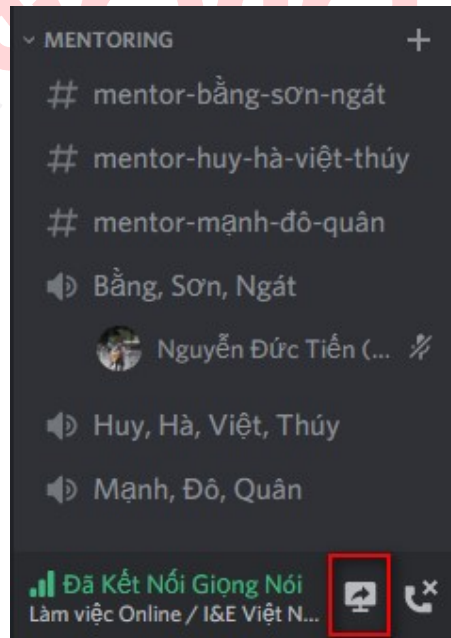 MENTORING
# mentor-bằng-sơn-ngát
# mentor-huy-hà-việt-thúy
# mentor-mạnh-đô-quân
Bằng, Sơn, Ngát
Nguyễn Đức Tiến (...
Huy, Hà, Việt, Thúy
Mạnh, Đô, Quân
Đã Kết Nối Giọng Nói
Làm việc Online / I&E Việt N...